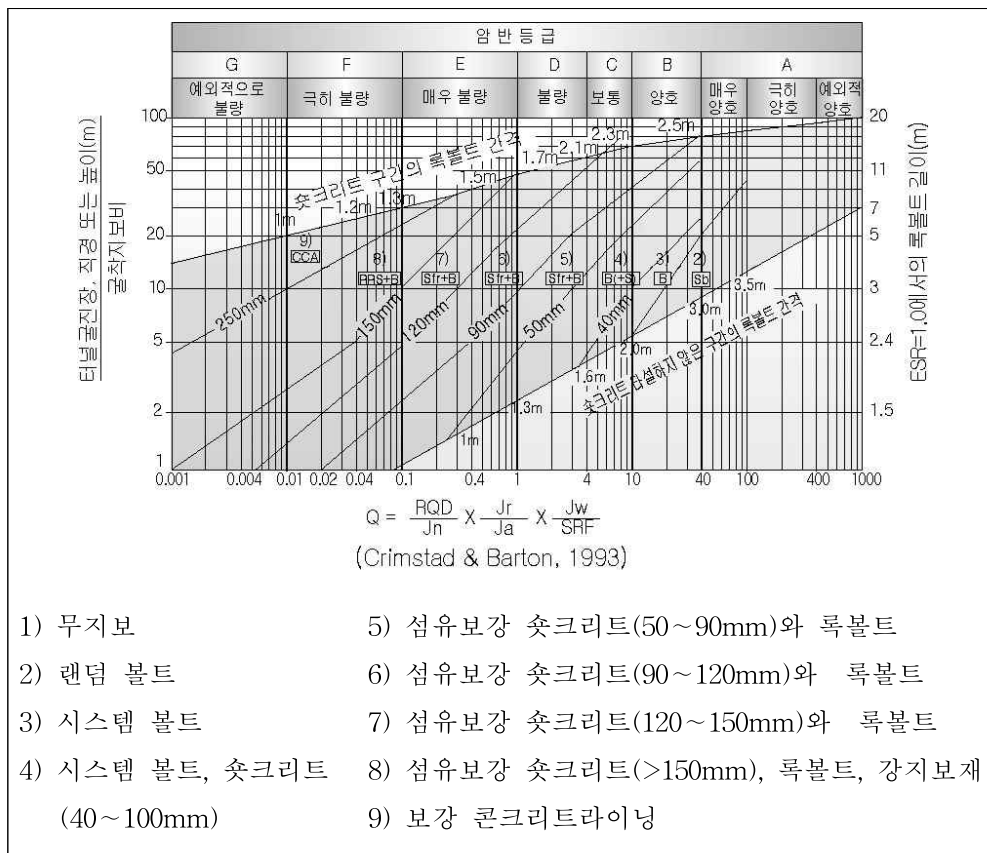 암 반 등 급
G F E D C B A
예외적으로 불량 극히 불량 매우 불량 불량 보통 양호 매우 양호 극히 양호 예외적 양호
터널굴진장, 직경 또는 높이(m)
굴착지보비
100
50
20
10
5
2
1
숏크리트 구간의 록볼트 간격
1m 1.2m 1.3m 1.5m 1.7m 2.1m 2.3m 2.5m
9) 8) 7) 6) 5) 4) 3) 2)
CCA RRS+B Sfr+B Sfr+B Sfr+B B(+S) B Sb
250mm 150mm 120mm 90mm 50mm 40mm
1m 1.3m 1.6m 2.0m 3.0m 3.5m
숏크리트 타설하지 않은 구간의 록볼트 간격
20
11
7
5
3
2.4
1.5
ESR=1.0에서의 록볼트 길이(m)
0.001 0.004 0.01 0.02 0.04 0.1 0.4 1 4 10 40 100 400 1000
Q = RQD/Jn X Jr/Ja X Jw/SRF
(Crimstad & Barton, 1993)
1) 무지보
2) 랜덤 볼트
3) 시스템 볼트
4) 시스템 볼트, 숏크리트
(40~100mm)
5) 섬유보강 숏크리트(50~90mm)와 록볼트
6) 섬유보강 숏크리트(90~120mm)와 록볼트
7) 섬유보강 숏크리트(120~150mm)와 록볼트
8) 섬유보강 숏크리트(>150mm), 록볼트, 강지보재
9) 보강 콘크리트라이닝